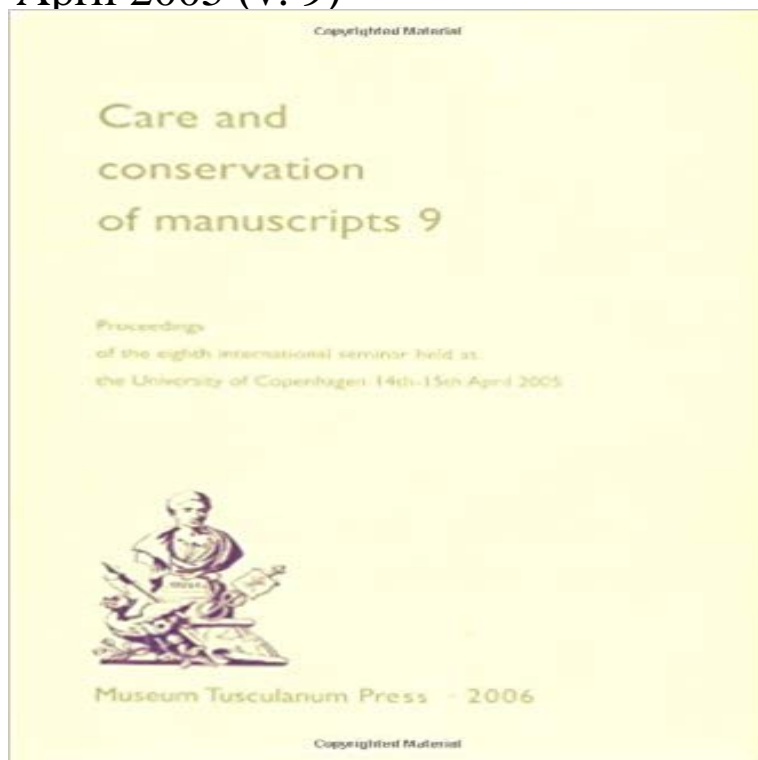 April 2005 (v. 9)
Copyrighted Material
Care and
conservation
of manuscripts 9
Proceedings
of the eighth international seminar held at
the University of Copenhagen 14th-15th April 2005
Museum Tusculanum Press · 2006
Copyrighted Material